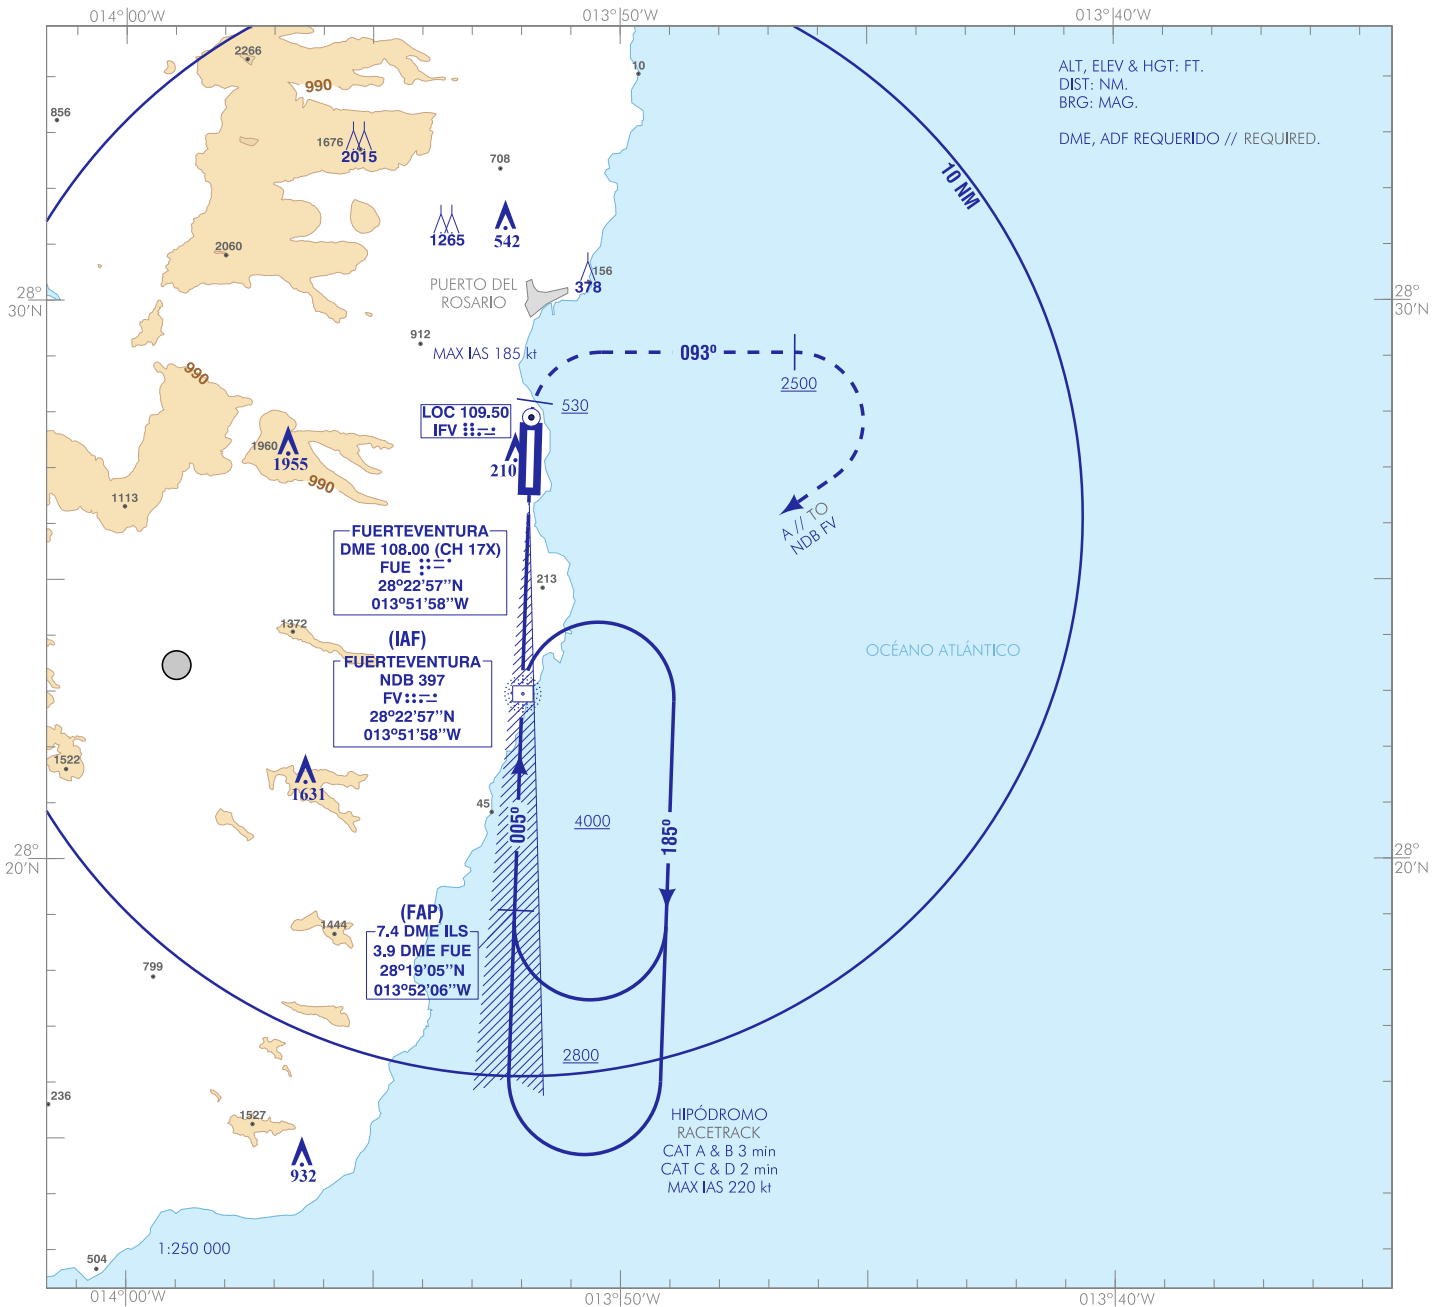 014°00'W
013°50'W
013°40'W
ALT, ELEV & HGT: FT.
DIST: NM.
BRG: MAG.
DME, ADF REQUERIDO // REQUIRED.
2266
990
10
856
1676
2015
708
10 NM
1265
542
2060
156
378
PUERTO DEL
ROSARIO
28°
30'N
28°
30'N
912
MAX IAS 185 kt
093°
2500
990
530
LOC 109.50
IFV
1960
1955
210
990
1113
A // TO
NDB FV
FUERTEVENTURA
DME 108.00 (CH 17X)
FUE
28°22'57''N
013°51'58''W
213
1372
(IAF)
FUERTEVENTURA
NDB 397
FV
28°22'57''N
013°51'58''W
OCÉANO ATLÁNTICO
1522
1631
45
005°
4000
185°
28°
20'N
28°
20'N
(FAP)
7.4 DME ILS
3.9 DME FUE
28°19'05''N
013°52'06''W
1444
799
2800
236
1527
932
HIPÓDROMO
RACETRACK
CAT A & B 3 min
CAT C & D 2 min
MAX IAS 220 kt
1:250 000
504
014°00'W
013°50'W
013°40'W